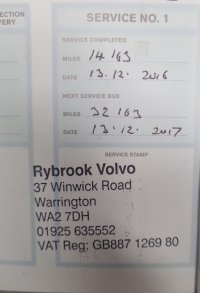 ECTION
VERY
SERVICE NO. 1
SERVICE COMPLETED
MILES 14 163
DATE 13.12. 2016
NEXT SERVICE DUE
MILES 32 163
DATE 13.12. 2017
SERVICE STAMP
Rybrook Volvo
37 Winwick Road
Warrington
WA2 7DH
01925 635552
VAT Reg; GB887 1269 80